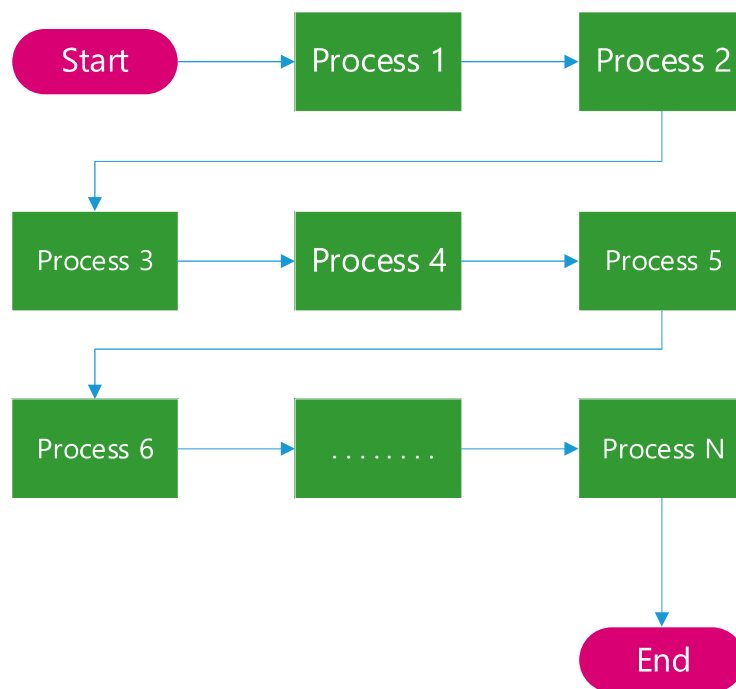 Start
Process 1
Process 2
Process 3
Process 4
Process 5
Process 6
. . . . . . . .
Process N
End